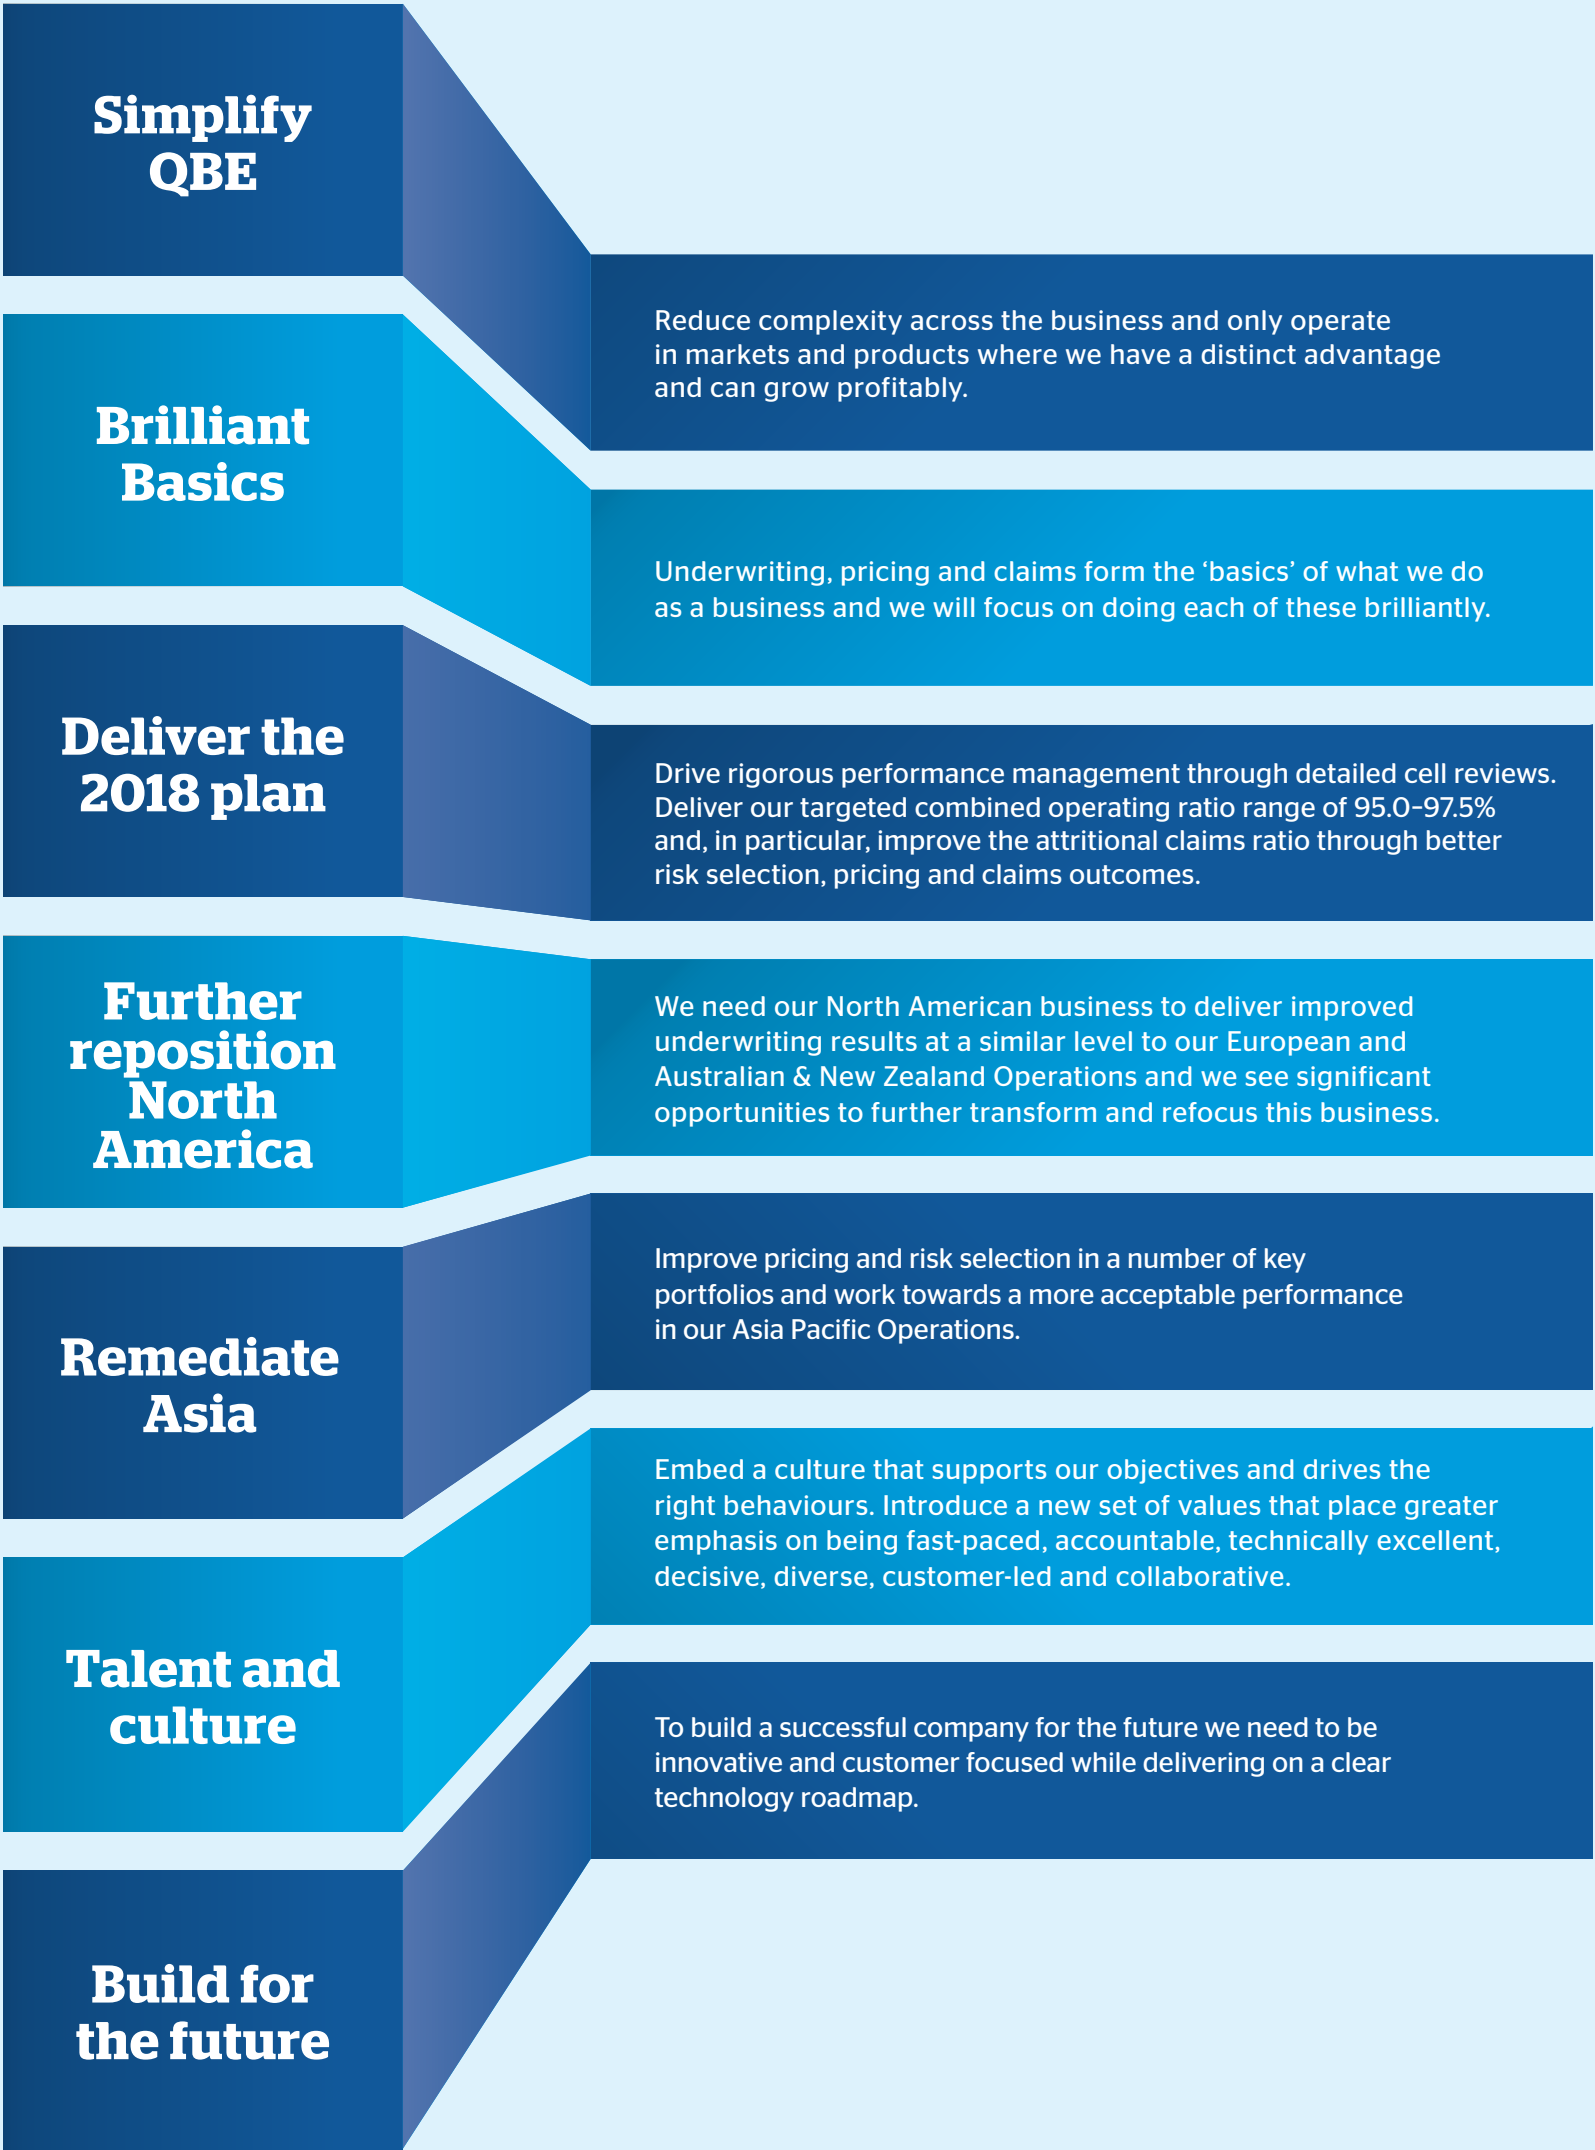 Simplify
QBE
Reduce complexity across the business and only operate
in markets and products where we have a distinct advantage
and can grow profitably.
Brilliant
Basics
Underwriting, pricing and claims form the ‘basics’ of what we do
as a business and we will focus on doing each of these brilliantly.
Deliver the
2018 plan
Drive rigorous performance management through detailed cell reviews.
Deliver our targeted combined operating ratio range of 95.0–97.5%
and, in particular, improve the attritional claims ratio through better
risk selection, pricing and claims outcomes.
Further
reposition
North
America
We need our North American business to deliver improved
underwriting results at a similar level to our European and
Australian & New Zealand Operations and we see significant
opportunities to further transform and refocus this business.
Remediate
Asia
Improve pricing and risk selection in a number of key
portfolios and work towards a more acceptable performance
in our Asia Pacific Operations.
Talent and
culture
Embed a culture that supports our objectives and drives the
right behaviours. Introduce a new set of values that place greater
emphasis on being fast-paced, accountable, technically excellent,
decisive, diverse, customer-led and collaborative.
Build for
the future
To build a successful company for the future we need to be
innovative and customer focused while delivering on a clear
technology roadmap.